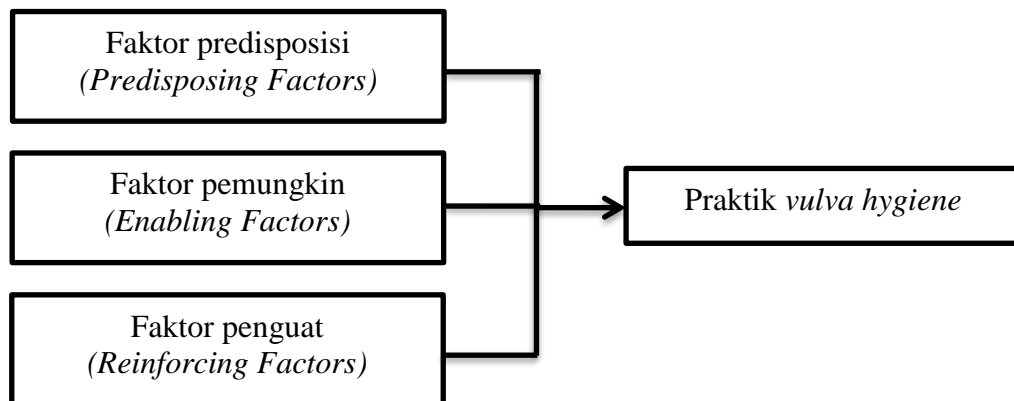 Faktor predisposisi
(Predisposing Factors)
Faktor pemungkin
(Enabling Factors)
Praktik vulva hygiene
Faktor penguat
(Reinforcing Factors)